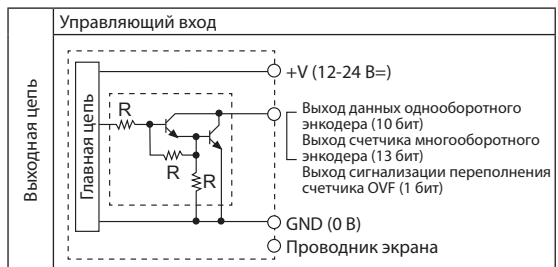 Управляющий вход
Выходная цепь
Главная цепь
+V (12-24 В=)
R
R
R
Выход данных однооборотного
энкодера (10 бит)
Выход счетчика многооборотного
энкодера (13 бит)
Выход сигнализации переполнения
счетчика OVF (1 бит)
GND (0 В)
Проводник экрана